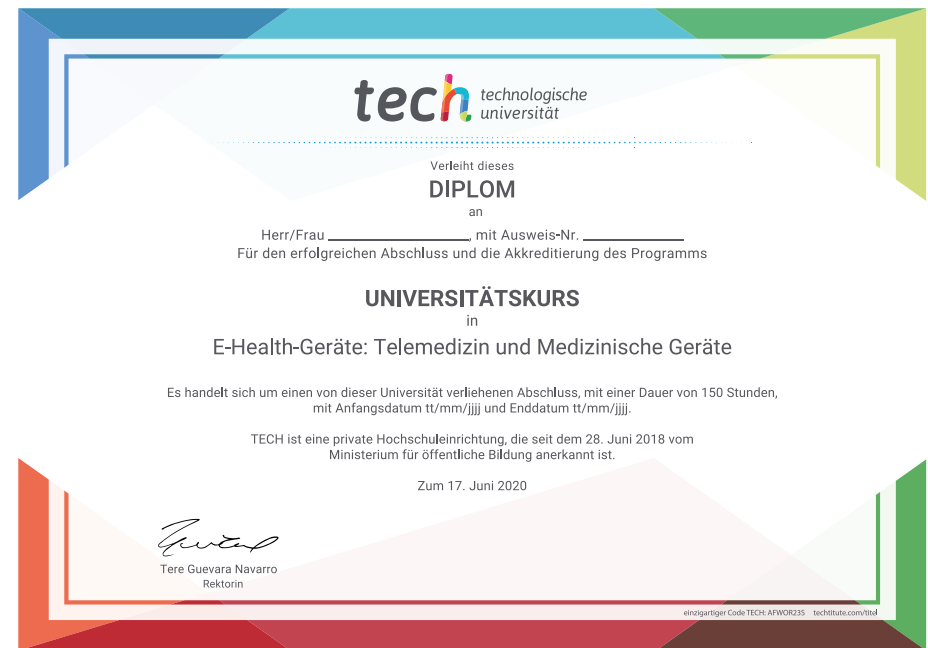 tech technologische
universität
Verleiht dieses
DIPLOM
an
Herr/Frau ____________________, mit Ausweis-Nr. ______________
Für den erfolgreichen Abschluss und die Akkreditierung des Programms
UNIVERSITÄTSKURS
in
E-Health-Geräte: Telemedizin und Medizinische Geräte
Es handelt sich um einen von dieser Universität verliehenen Abschluss, mit einer Dauer von 150 Stunden,
mit Anfangsdatum tt/mm/jjjj und Enddatum tt/mm/jjjj.
TECH ist eine private Hochschuleinrichtung, die seit dem 28. Juni 2018 vom
Ministerium für öffentliche Bildung anerkannt ist.
Zum 17. Juni 2020
Tere Guevara Navarro
Rektorin
einzigartiger Code TECH: AFWOR23S techtitute.com/titel